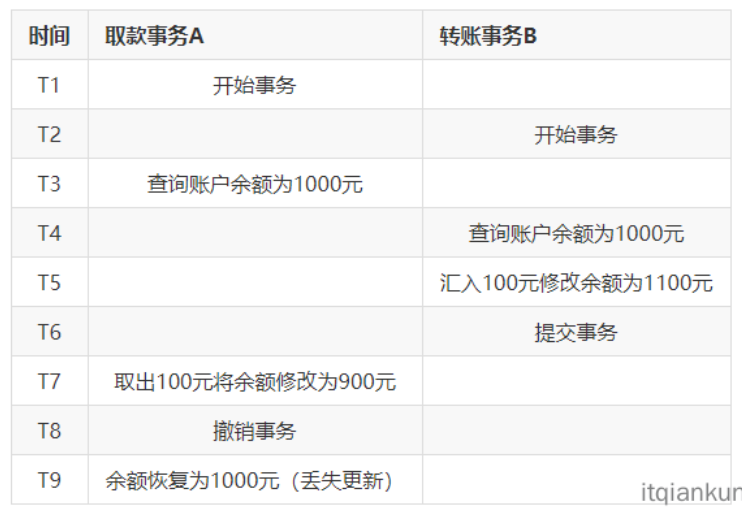 时间 取款事务A 转账事务B
T1 开始事务
T2 开始事务
T3 查询账户余额为1000元
T4 查询账户余额为1000元
T5 汇入100元修改余额为1100元
T6 提交事务
T7 取出100元将余额修改为900元
T8 撤销事务
T9 余额恢复为1000元（丢失更新）
itqiankun